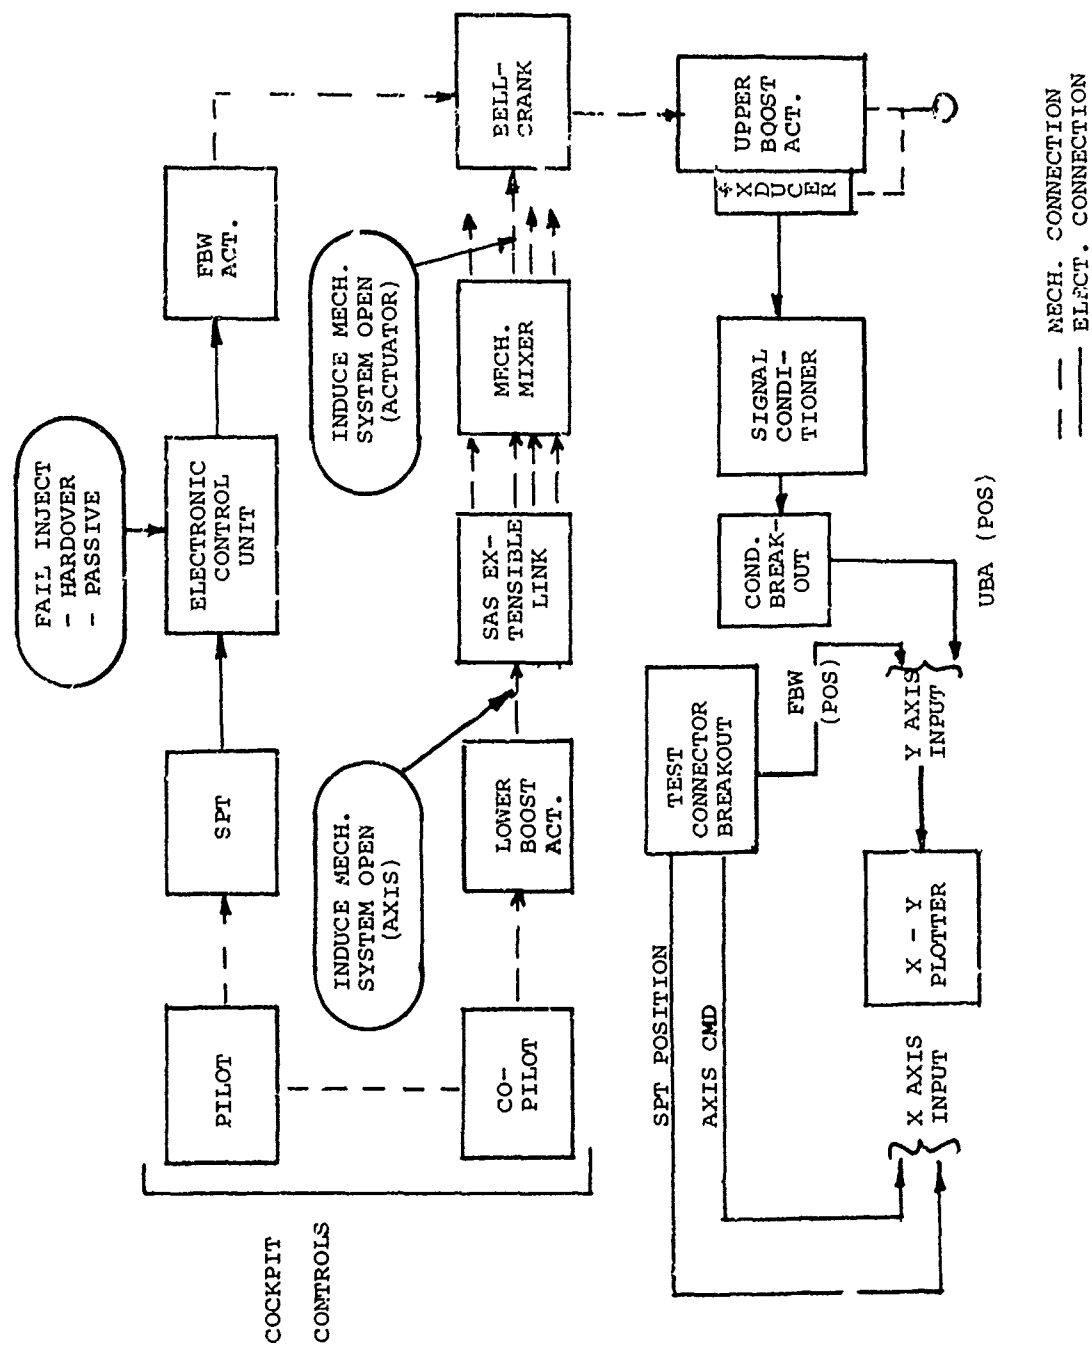 FAIL INJECT
- HARDOVER
- PASSIVE
PILOT
SPT
ELECTRONIC
CONTROL
UNIT
FBW
ACT.
COCKPIT
CONTROLS
INDUCE MECH.
SYSTEM OPEN
(AXIS)
INDUCE MECH.
SYSTEM OPEN
(ACTUATOR)
CO-
PILOT
LOWER
BOOST
ACT.
SAS EX-
TENSIBLE
LINK
MECH.
MIXER
BELL-
CRANK
SPT POSITION
AXIS CMD
TEST
CONNECTOR
BREAKOUT
COND.
BREAK-
OUT
SIGNAL
CONDI-
TIONER
XDUCER
UPPER
BOOST
ACT.
FBW
(POS)
X AXIS
INPUT
X - Y
PLOTTER
Y AXIS
INPUT
UBA (POS)
MECH. CONNECTION
ELECT. CONNECTION